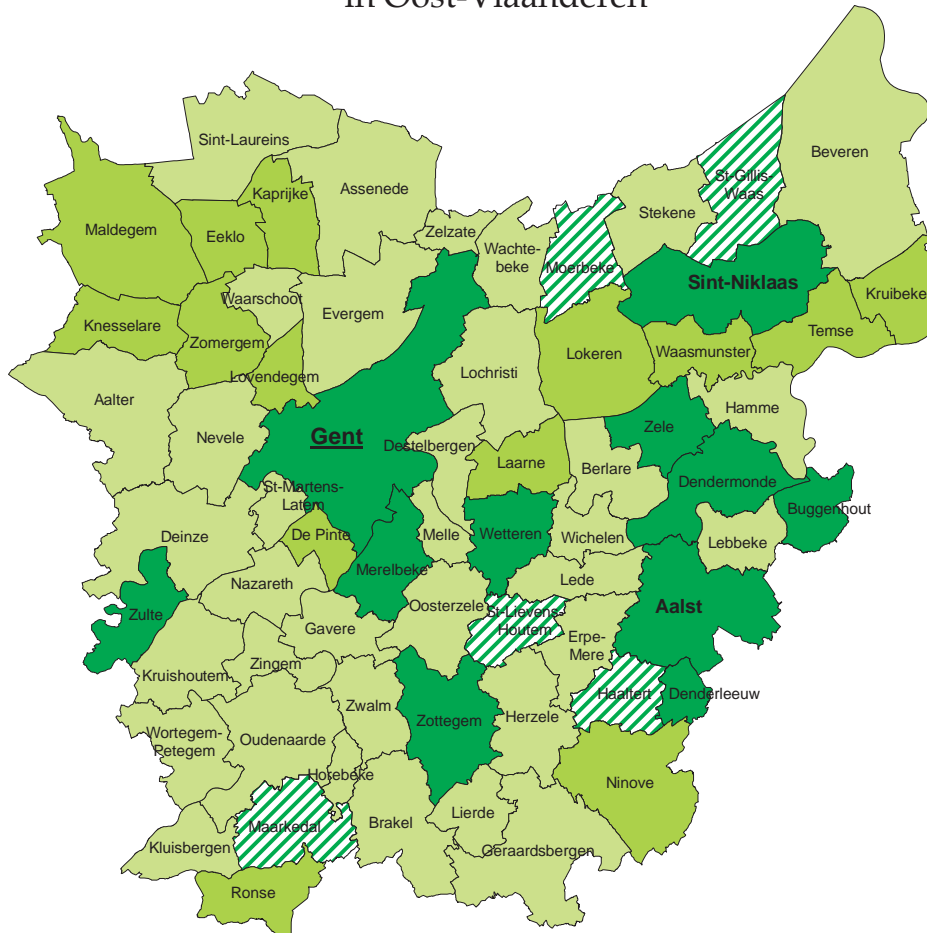 in Oost-Vlaanderen
Sint-Laureins
Beveren
Assenede
Kaprijke
St-Gillis-
Waas
Stekene
Maldegem
Eeklo
Zelzate
Wachte-
beke
Moerbeke
Sint-Niklaas
Kruibeke
Waarschoot
Evergem
Knesselare
Zomergem
Temse
Lokeren
Waasmunster
Lovendegem
Lochristi
Aalter
Hamme
Nevele
Gent
Destelbergen
Zele
Laarne
Berlare
St-Martens-
Latem
Dendermonde
Buggenhout
Deinze
De Pinte
Melle
Wetteren
Wichelen
Lebbeke
Merelbeke
Nazareth
Lede
Zulte
Oosterzele
St-Lievens-
Houtem
Aalst
Gavere
Erpe-
Mere
Zingem
Kruishoutem
Zwalm
Haaltert
Denderleeuw
Zottegem
Herzele
Wortegem-
Petegem
Oudenaarde
Horebeke
Ninove
Maarkedal
Brakel
Lierde
Kluisbergen
Geraardsbergen
Ronse